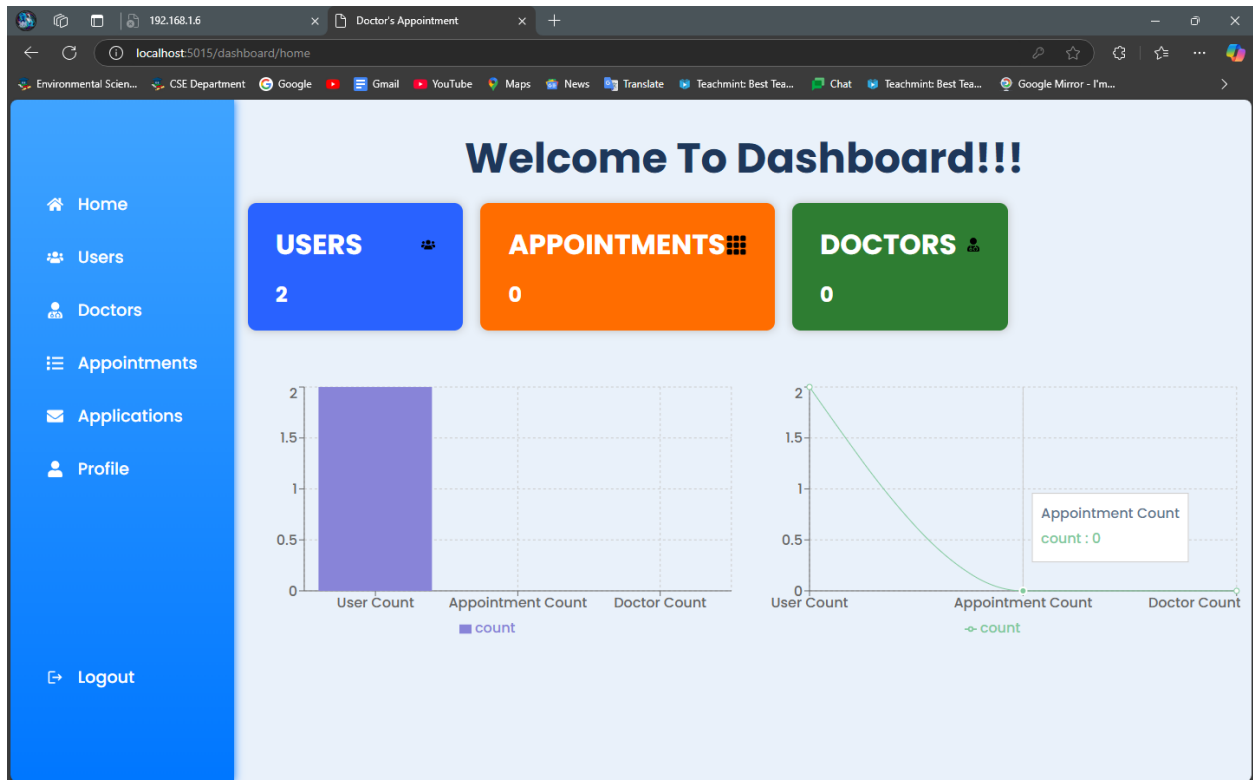 192.168.1.6
Doctor's Appointment
localhost:5015/dashboard/home
Environmental Scien... CSE Department Google Gmail YouTube Maps News Translate Teachmint: Best Tea... Chat Teachmint: Best Tea... Google Mirror - I'm...
Welcome To Dashboard!!!
Home
Users
Doctors
Appointments
Applications
Profile
Logout
USERS
2
APPOINTMENTS
0
DOCTORS
0
2
1.5
1
0.5
0
User Count Appointment Count Doctor Count
count
2
1.5
1
0.5
0
Appointment Count
count : 0
User Count Appointment Count Doctor Count
count